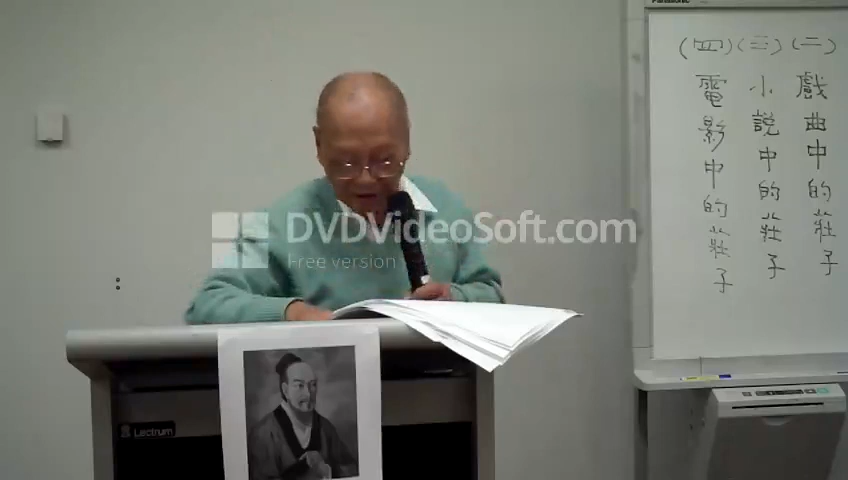 Panasonic
(二)戲曲中的莊子
(三)小說中的莊子
(四)電影中的莊子
DVDVideoSoft.com
Free version
Lectrum